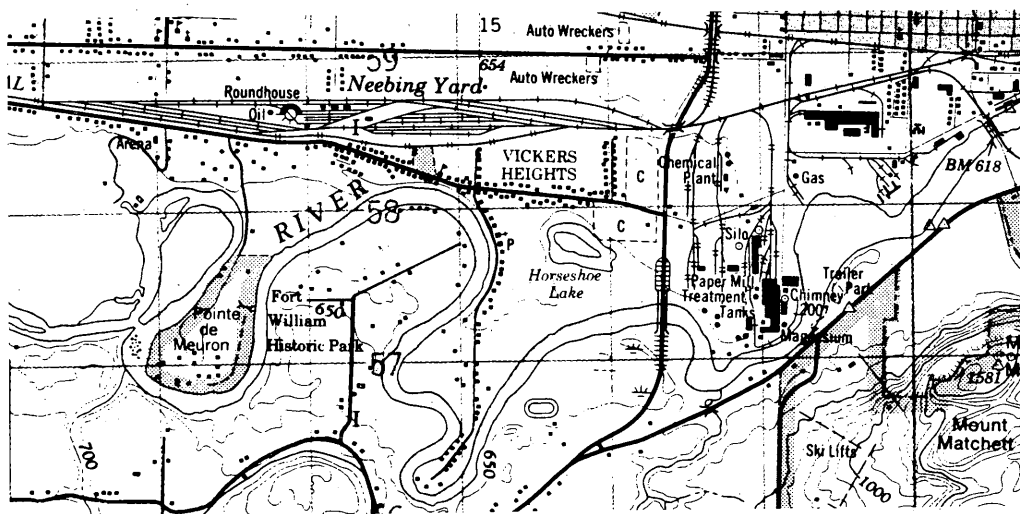 15
Auto Wreckers
59
654
Neebing Yard
Auto Wreckers
AL
Roundhouse
Oil
I
Arena
VICKERS
HEIGHTS
C
Chemical
Plant
Gas
BM 618
RIVER
58
C
P
Silo
Horseshoe
Lake
Paper Mill
Treatment
Tanks
Trailer
Park
Chimney
200'
Fort
650
William
Historic Park
Pointe
de
Meuron
57
Magnesium
M
M
1581
I
700
650
Ski Lifts
1000
Mount
Matchett